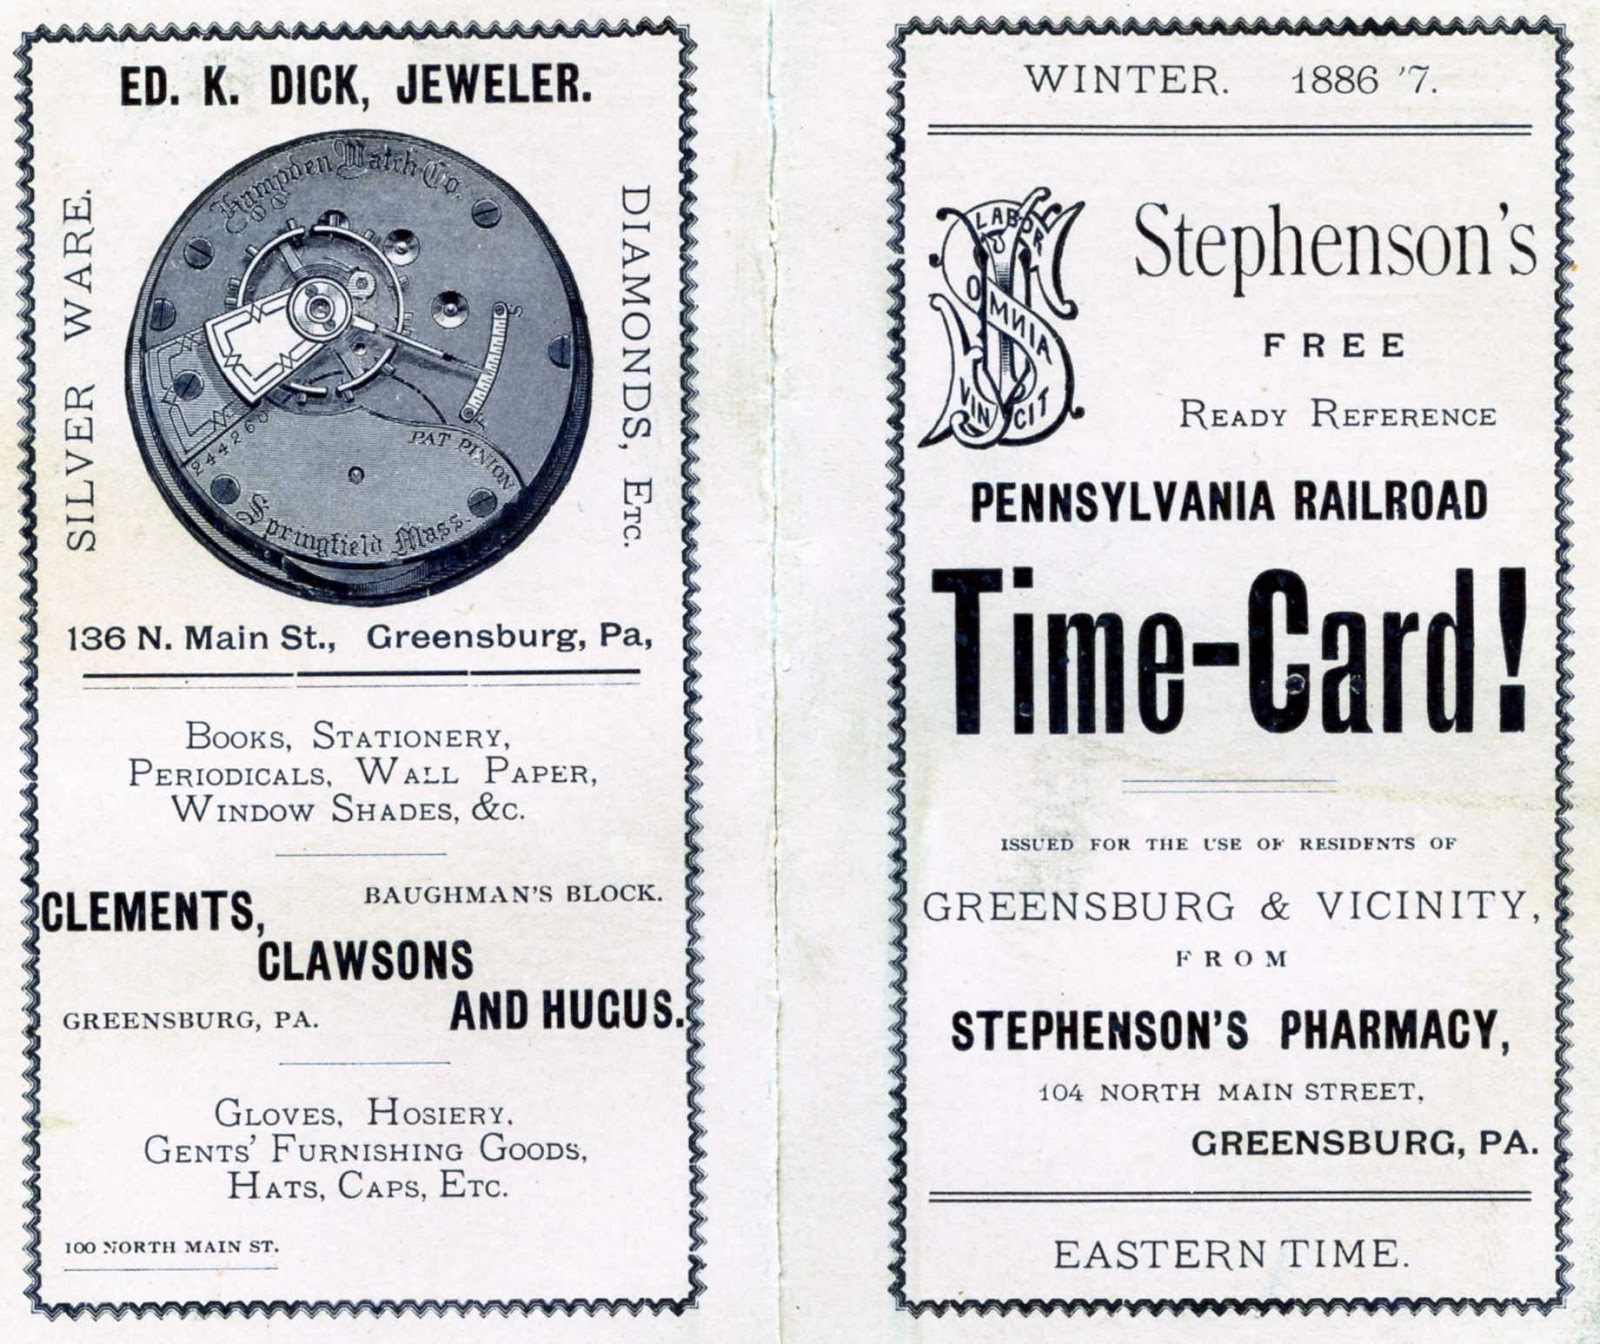 ED. K. DICK, JEWELER.
SILVER WARE.
Hampden Watch Co.
S
F
244260
PAT PINION
Springfield Mass.
DIAMONDS, ETC.
136 N. Main St., Greensburg, Pa,
BOOKS, STATIONERY,
PERIODICALS, WALL PAPER,
WINDOW SHADES, &C.
BAUGHMAN'S BLOCK.
CLEMENTS,
CLAWSONS
AND HUGUS.
GREENSBURG, PA.
GLOVES, HOSIERY,
GENTS' FURNISHING GOODS,
HATS, CAPS, ETC.
100 NORTH MAIN ST.
WINTER. 1886 '7.
LABOR
OMNIA
VINCIT
Stephenson's
FREE
READY REFERENCE
PENNSYLVANIA RAILROAD
Time-Card!
ISSUED FOR THE USE OF RESIDENTS OF
GREENSBURG & VICINITY,
FROM
STEPHENSON'S PHARMACY,
104 NORTH MAIN STREET,
GREENSBURG, PA.
EASTERN TIME.